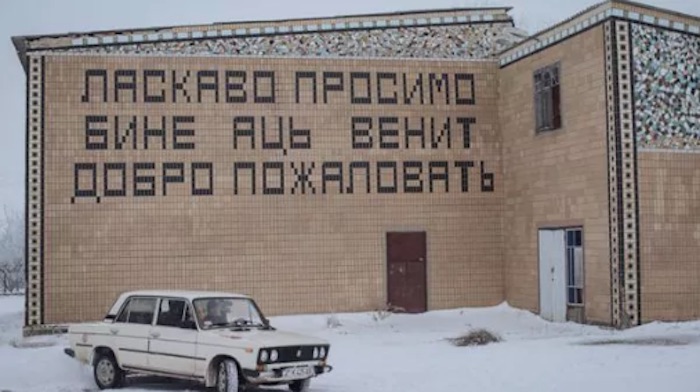 ЛАСКАВО ПРОСИМО
БИНЕ АЦЬ ВЕНИТ
ДОБРО ПОЖАЛОВАТЬ